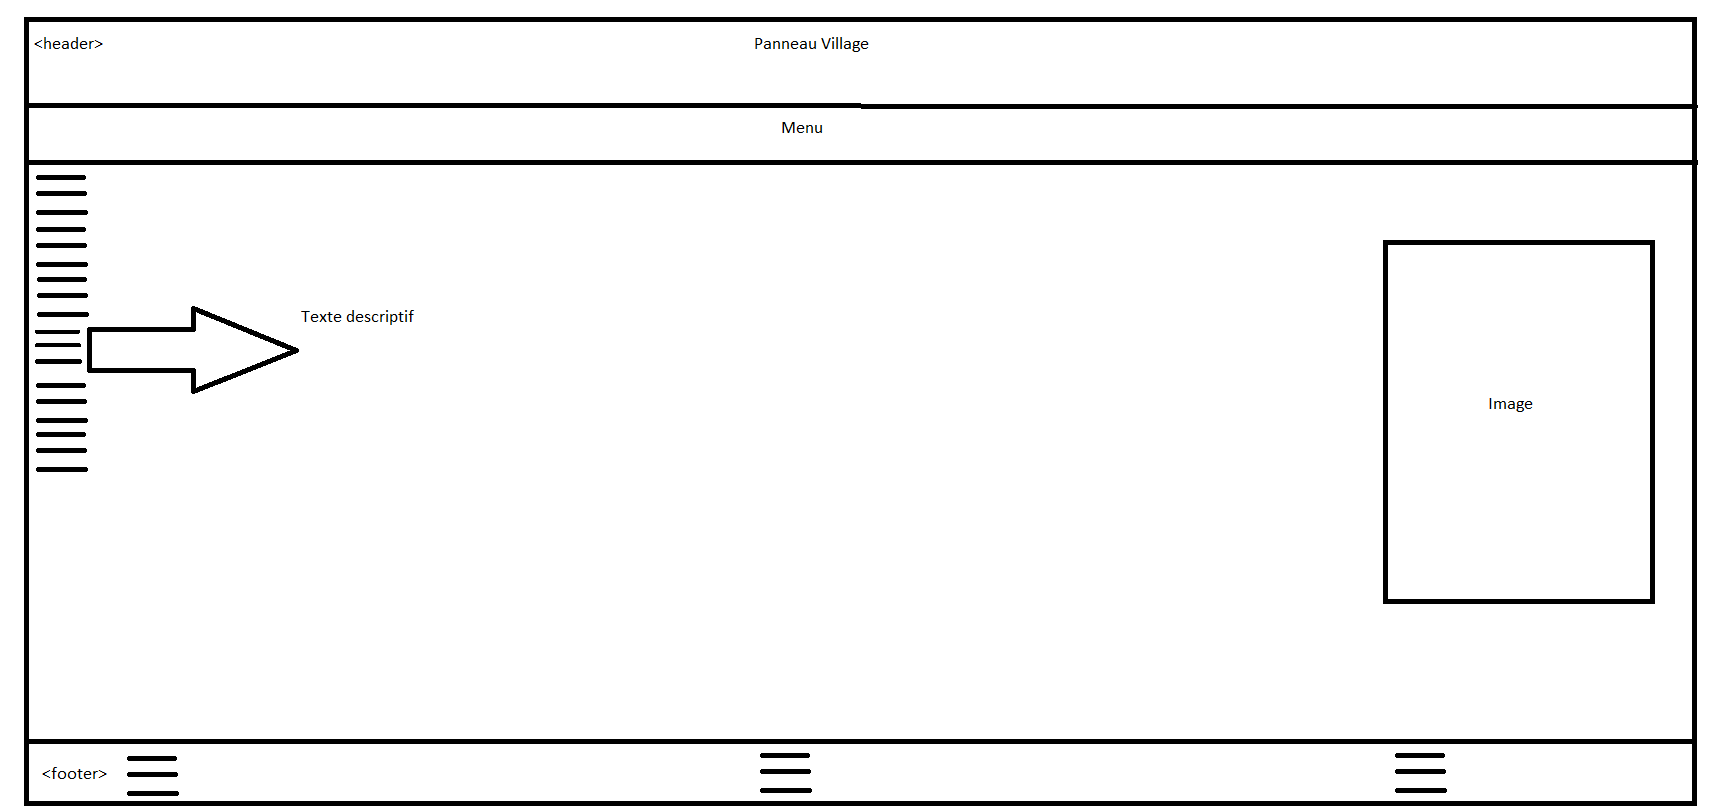 <header>
Panneau Village
Menu
Texte descriptif
Image
<footer>